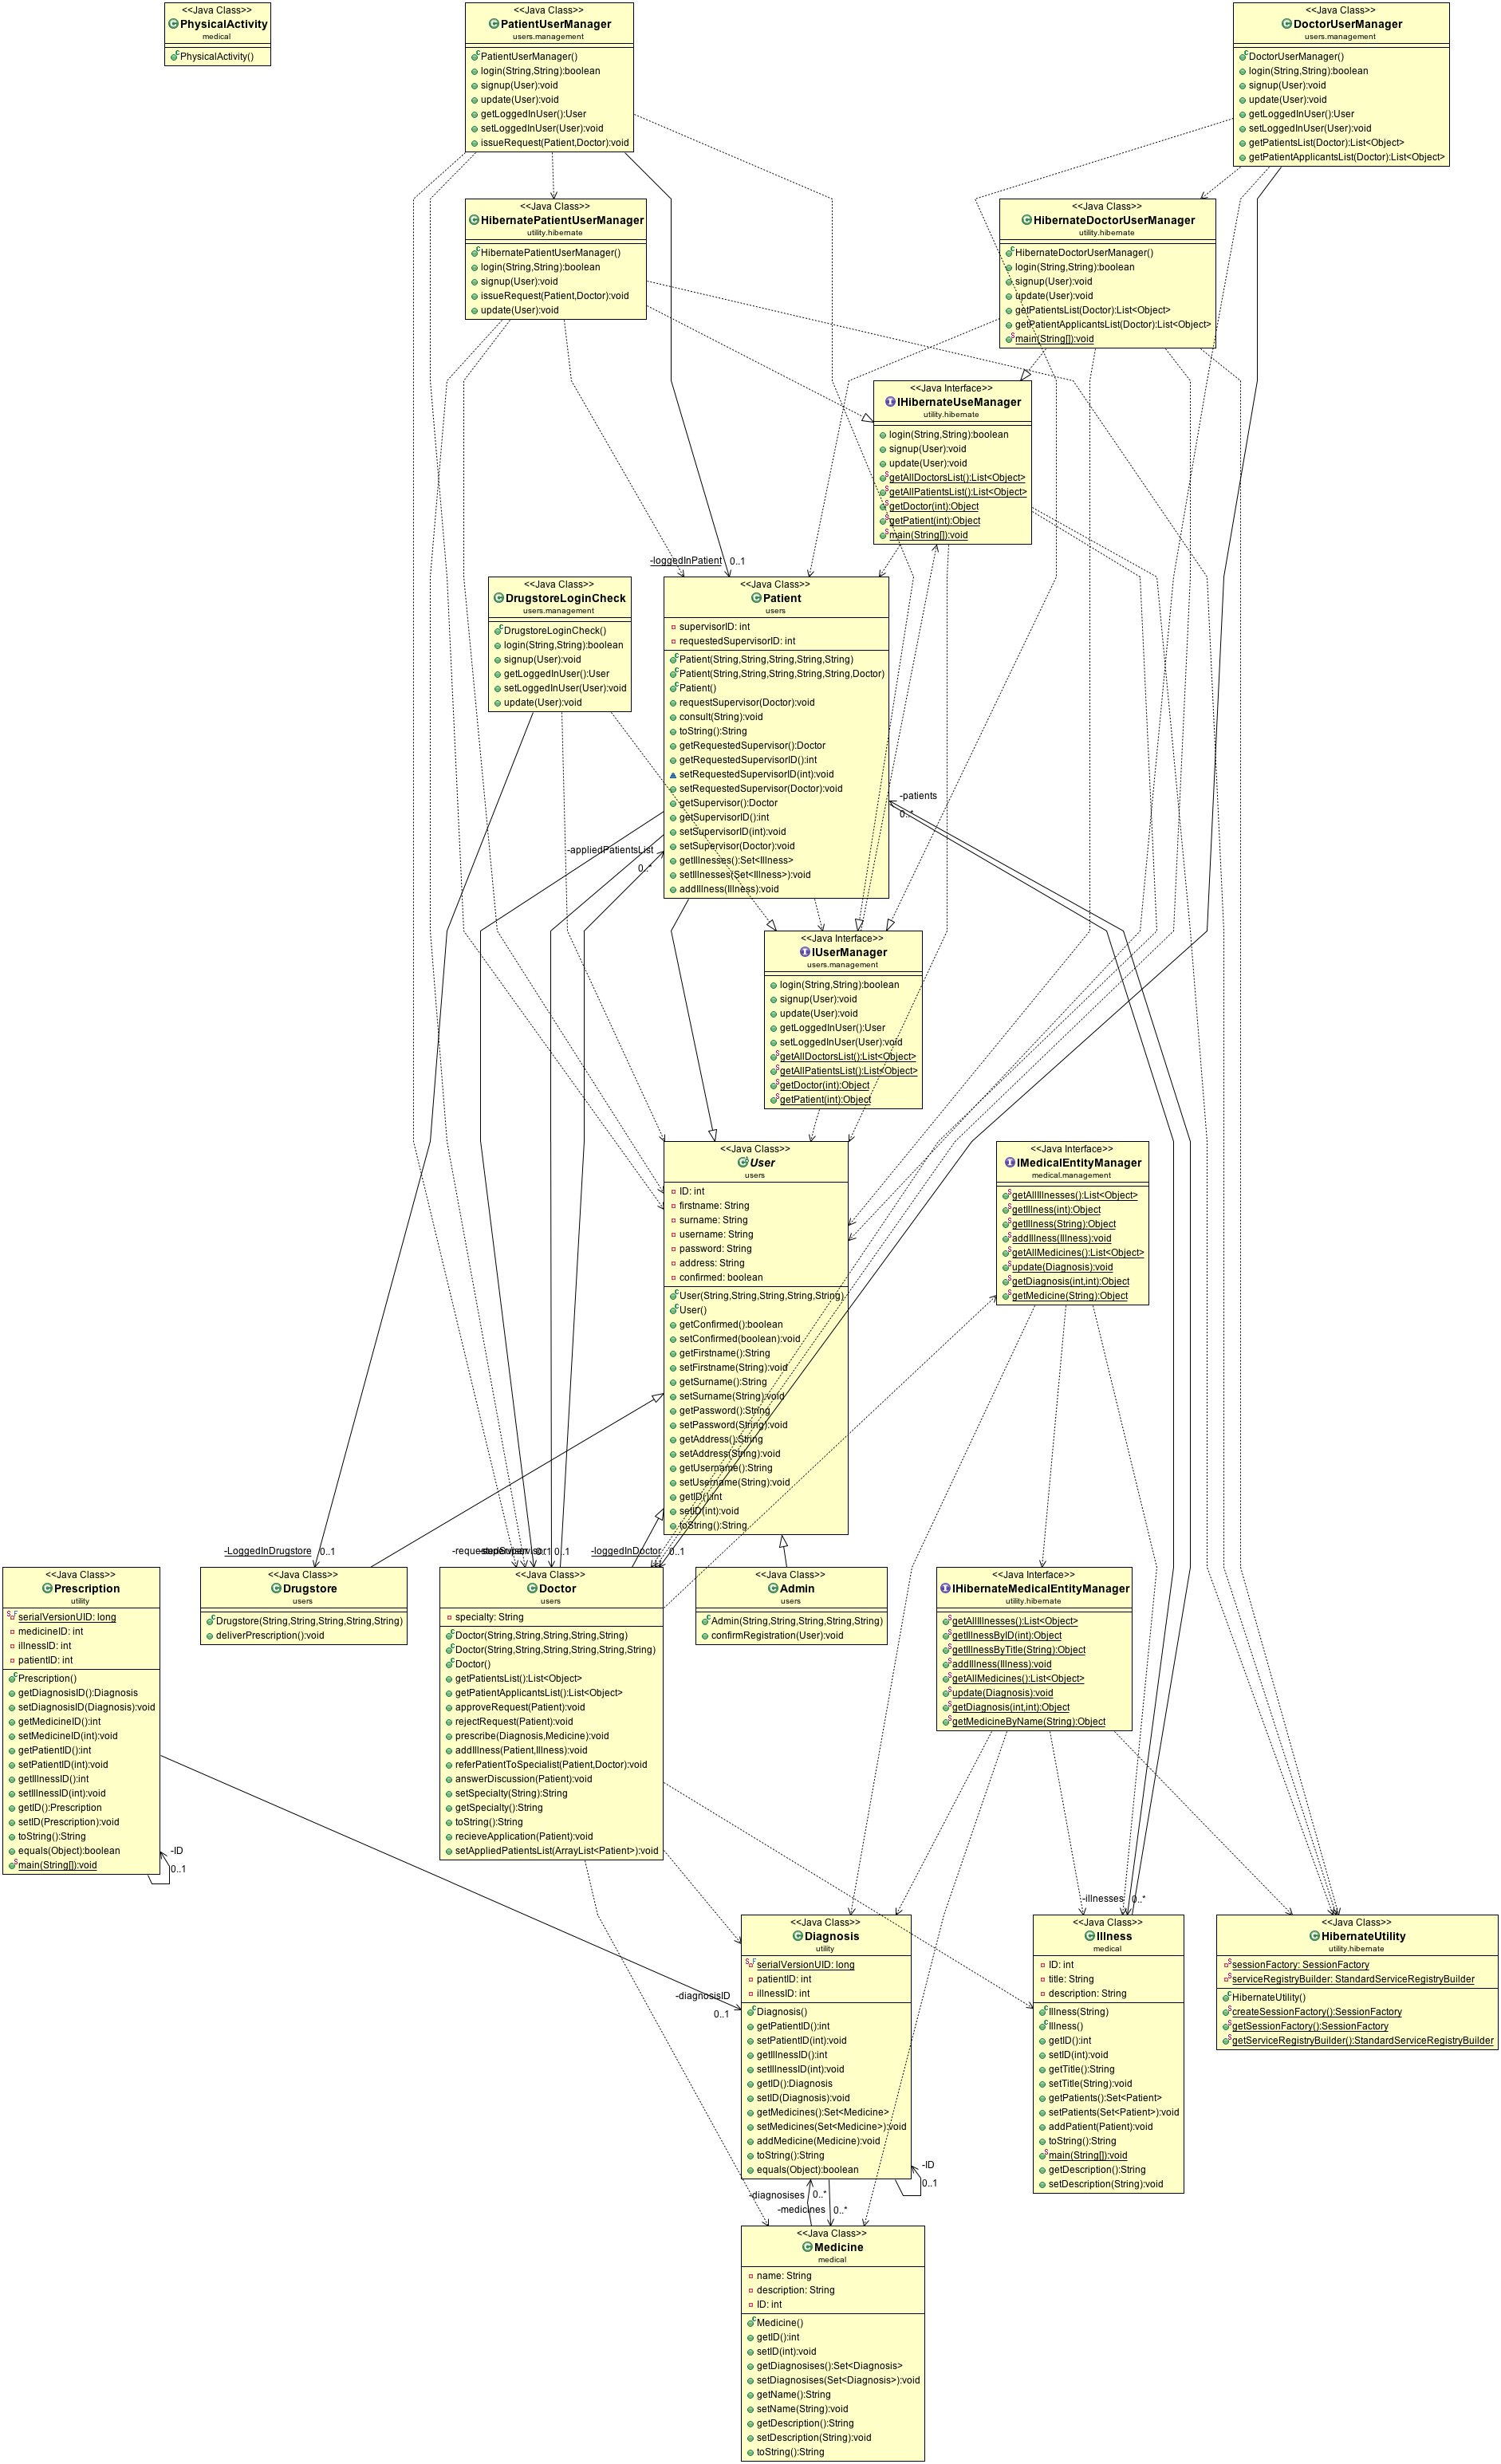 <<Java Class>>
PhysicalActivity
medical
PhysicalActivity()
<<Java Class>>
PatientUserManager
users.management
PatientUserManager()
login(String,String):boolean
signup(User):void
update(User):void
getLoggedInUser():User
setLoggedInUser(User):void
issueRequest(Patient,Doctor):void
<<Java Class>>
DoctorUserManager
users.management
DoctorUserManager()
login(String,String):boolean
signup(User):void
update(User):void
getLoggedInUser():User
setLoggedInUser(User):void
getPatientsList(Doctor):List<Object>
getPatientApplicantsList(Doctor):List<Object>
<<Java Class>>
HibernatePatientUserManager
utility.hibernate
HibernatePatientUserManager()
login(String,String):boolean
signup(User):void
issueRequest(Patient,Doctor):void
update(User):void
<<Java Class>>
HibernateDoctorUserManager
utility.hibernate
HibernateDoctorUserManager()
login(String,String):boolean
signup(User):void
update(User):void
getPatientsList(Doctor):List<Object>
getPatientApplicantsList(Doctor):List<Object>
main(String[]):void
<<Java Interface>>
IHibernateUseManager
utility.hibernate
login(String,String):boolean
signup(User):void
update(User):void
getAllDoctorsList():List<Object>
getAllPatientsList():List<Object>
getDoctor(int):Object
getPatient(int):Object
main(String[]):void
-loggedInPatient
0..1
<<Java Class>>
DrugstoreLoginCheck
users.management
DrugstoreLoginCheck()
login(String,String):boolean
signup(User):void
getLoggedInUser():User
setLoggedInUser(User):void
update(User):void
<<Java Class>>
Patient
users
supervisorID: int
requestedSupervisorID: int
Patient(String,String,String,String,String)
Patient(String,String,String,String,String,Doctor)
Patient()
requestSupervisor(Doctor):void
consult(String):void
toString():String
getRequestedSupervisor():Doctor
getRequestedSupervisorID():int
setRequestedSupervisorID(int):void
setRequestedSupervisor(Doctor):void
getSupervisor():Doctor
getSupervisorID():int
setSupervisorID(int):void
setSupervisor(Doctor):void
getIllnesses():Set<Illness>
setIllnesses(Set<Illness>):void
addIllness(Illness):void
-patients
0..*
-appliedPatientsList
0..*
<<Java Interface>>
IUserManager
users.management
login(String,String):boolean
signup(User):void
update(User):void
getLoggedInUser():User
setLoggedInUser(User):void
getAllDoctorsList():List<Object>
getAllPatientsList():List<Object>
getDoctor(int):Object
getPatient(int):Object
<<Java Class>>
User
users
ID: int
firstname: String
surname: String
username: String
password: String
address: String
confirmed: boolean
User(String,String,String,String,String)
User()
getConfirmed():boolean
setConfirmed(boolean):void
getFirstname():String
setFirstname(String):void
getSurname():String
setSurname(String):void
getPassword():String
setPassword(String):void
getAddress():String
setAddress(String):void
getUsername():String
setUsername(String):void
getID():int
setID(int):void
toString():String
<<Java Interface>>
IMedicalEntityManager
medical.management
getAllIllnesses():List<Object>
getIllness(int):Object
getIllness(String):Object
addIllness(Illness):void
getAllMedicines():List<Object>
update(Diagnosis):void
getDiagnosis(int,int):Object
getMedicine(String):Object
-LoggedInDrugstore
0..1
0..1
0..1
-loggedInDoctor
0..1
<<Java Class>>
Prescription
utility
serialVersionUID: long
medicineID: int
illnessID: int
patientID: int
Prescription()
getDiagnosisID():Diagnosis
setDiagnosisID(Diagnosis):void
getMedicineID():int
setMedicineID(int):void
getPatientID():int
setPatientID(int):void
getIllnessID():int
setIllnessID(int):void
getID():Prescription
setID(Prescription):void
toString():String
equals(Object):boolean
main(String[]):void
-ID
0..1
<<Java Class>>
Drugstore
users
Drugstore(String,String,String,String,String)
deliverPrescription():void
<<Java Class>>
Doctor
users
specialty: String
Doctor(String,String,String,String,String)
Doctor(String,String,String,String,String,String)
Doctor()
getPatientsList():List<Object>
getPatientApplicantsList():List<Object>
approveRequest(Patient):void
rejectRequest(Patient):void
prescribe(Diagnosis,Medicine):void
addIllness(Patient,Illness):void
referPatientToSpecialist(Patient,Doctor):void
answerDiscussion(Patient):void
setSpecialty(String):String
getSpecialty():String
toString():String
recieveApplication(Patient):void
setAppliedPatientsList(ArrayList<Patient>):void
<<Java Class>>
Admin
users
Admin(String,String,String,String,String)
confirmRegistration(User):void
<<Java Interface>>
IHibernateMedicalEntityManager
utility.hibernate
getAllIllnesses():List<Object>
getIllnessByID(int):Object
getIllnessByTitle(String):Object
addIllness(Illness):void
getAllMedicines():List<Object>
update(Diagnosis):void
getDiagnosis(int,int):Object
getMedicineByName(String):Object
-diagnosisID
0..1
-illnesses
0..*
<<Java Class>>
Diagnosis
utility
serialVersionUID: long
patientID: int
illnessID: int
Diagnosis()
getPatientID():int
setPatientID(int):void
getIllnessID():int
setIllnessID(int):void
getID():Diagnosis
setID(Diagnosis):void
getMedicines():Set<Medicine>
setMedicines(Set<Medicine>):void
addMedicine(Medicine):void
toString():String
equals(Object):boolean
-ID
0..1
<<Java Class>>
Illness
medical
ID: int
title: String
description: String
Illness(String)
Illness()
getID():int
setID(int):void
getTitle():String
setTitle(String):void
getPatients():Set<Patient>
setPatients(Set<Patient>):void
addPatient(Patient):void
toString():String
main(String[]):void
getDescription():String
setDescription(String):void
<<Java Class>>
HibernateUtility
utility.hibernate
sessionFactory: SessionFactory
serviceRegistryBuilder: StandardServiceRegistryBuilder
HibernateUtility()
createSessionFactory():SessionFactory
getSessionFactory():SessionFactory
getServiceRegistryBuilder():StandardServiceRegistryBuilder
-diagnosises
0..*
-medicines
0..*
<<Java Class>>
Medicine
medical
name: String
description: String
ID: int
Medicine()
getID():int
setID(int):void
getDiagnosises():Set<Diagnosis>
setDiagnosises(Set<Diagnosis>):void
getName():String
setName(String):void
getDescription():String
setDescription(String):void
toString():String